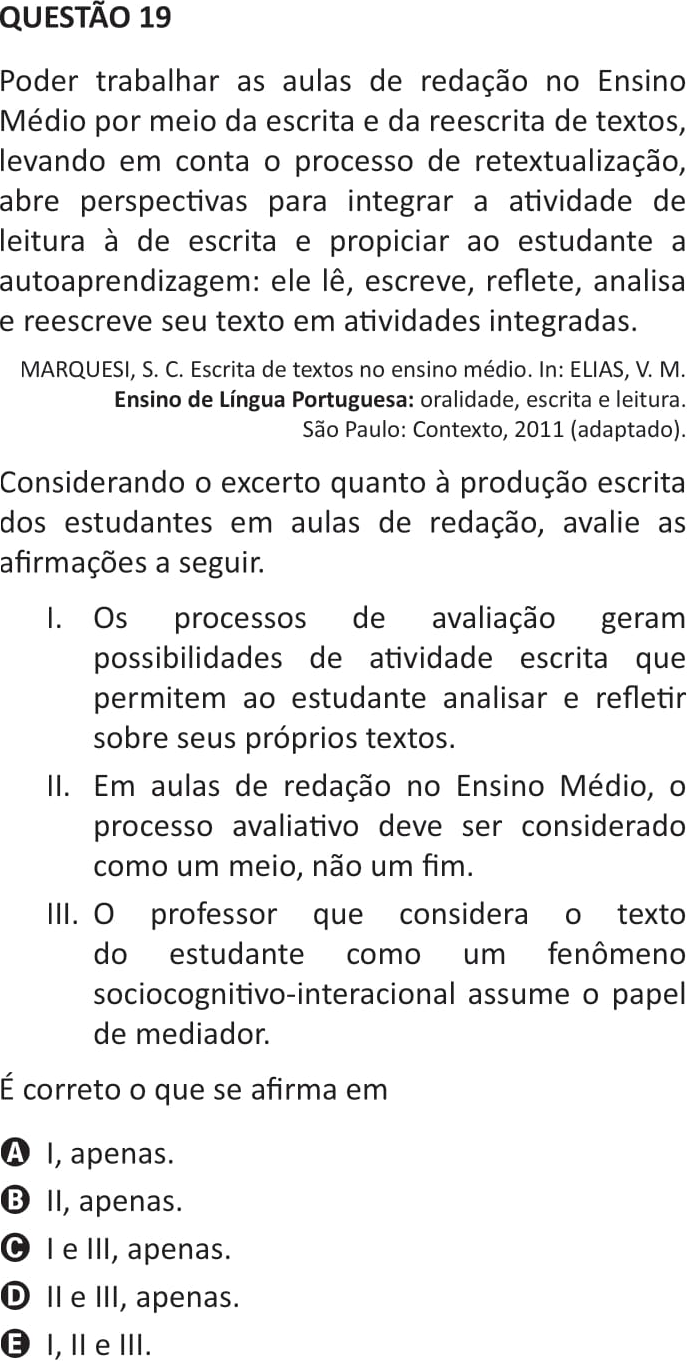 QUESTÃO 19
Poder trabalhar as aulas de redação no Ensino
Médio por meio da escrita e da reescrita de textos,
levando em conta o processo de retextualização,
abre perspectivas para integrar a atividade de
leitura à de escrita e propiciar ao estudante a
autoaprendizagem: ele lê, escreve, reflete, analisa
e reescreve seu texto em atividades integradas.
MARQUESI, S. C. Escrita de textos no ensino médio. In: ELIAS, V. M.
Ensino de Língua Portuguesa: oralidade, escrita e leitura.
São Paulo: Contexto, 2011 (adaptado).
Considerando o excerto quanto à produção escrita
dos estudantes em aulas de redação, avalie as
afirmações a seguir.
I. Os processos de avaliação geram
possibilidades de atividade escrita que
permitem ao estudante analisar e refletir
sobre seus próprios textos.
II. Em aulas de redação no Ensino Médio, o
processo avaliativo deve ser considerado
como um meio, não um fim.
III. O professor que considera o texto
do estudante como um fenômeno
sociocognitivo-interacional assume o papel
de mediador.
É correto o que se afirma em
A I, apenas.
B II, apenas.
C I e III, apenas.
D II e III, apenas.
E I, II e III.